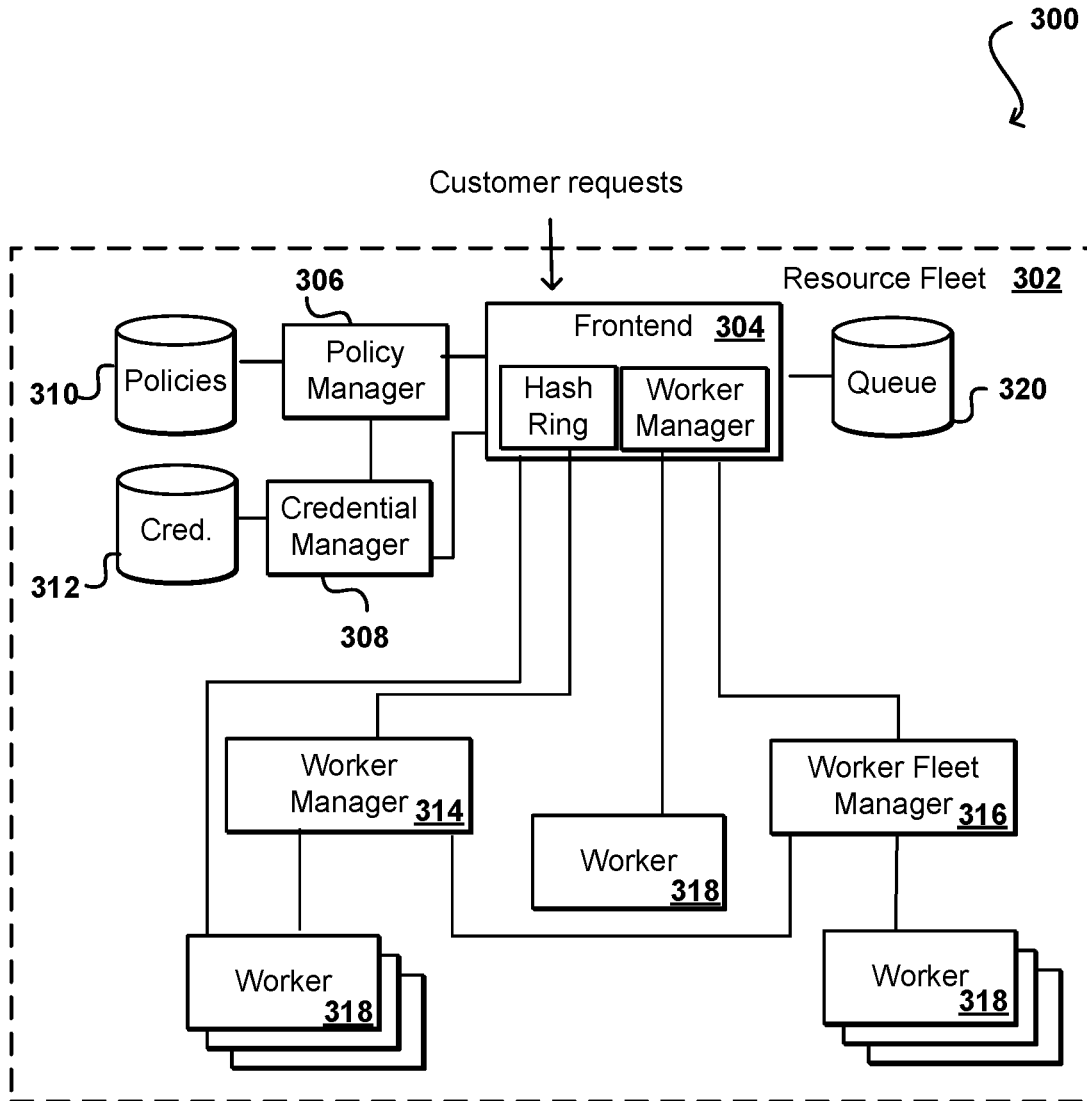 300
Customer requests
Resource Fleet 302
306
Frontend 304
Policy
Manager
Policies
310
Hash
Ring
Worker
Manager
Queue
320
Credential
Manager
Cred.
312
308
Worker
Manager 314
Worker Fleet
Manager
316
Worker
318
Worker
318
Worker
318